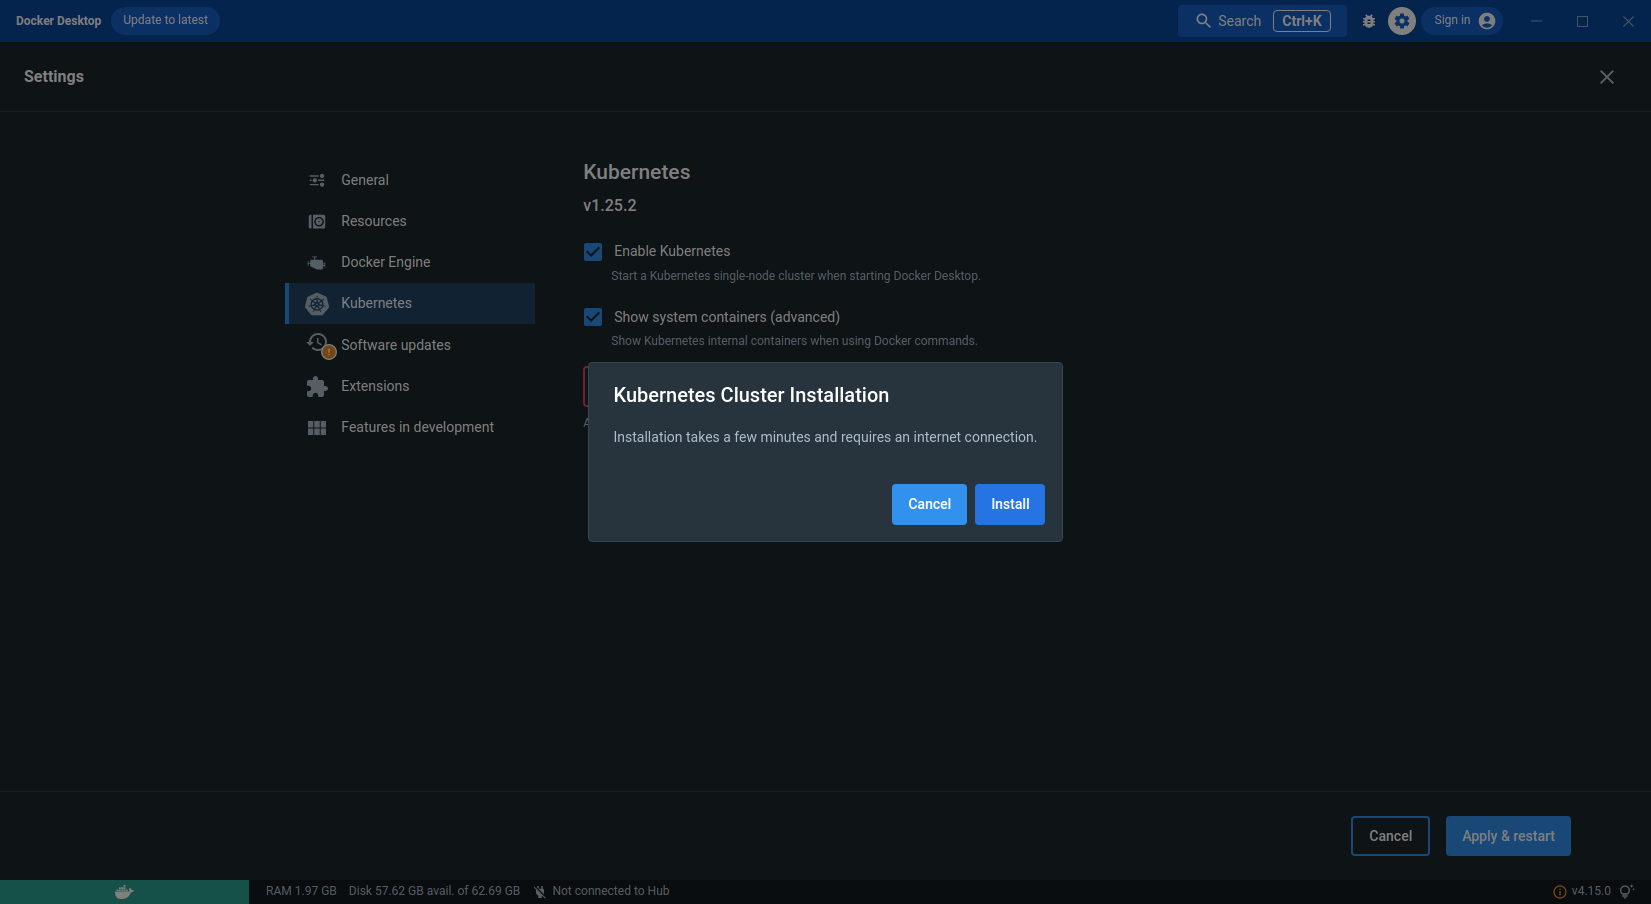 Docker Desktop
Update to latest
Search Ctrl+K
Sign in
Settings
General
Resources
Docker Engine
Kubernetes
Software updates
Extensions
Features in development
Kubernetes
v1.25.2
Enable Kubernetes
Start a Kubernetes single-node cluster when starting Docker Desktop.
Show system containers (advanced)
Show Kubernetes internal containers when using Docker commands.
Kubernetes Cluster Installation
Installation takes a few minutes and requires an internet connection.
Cancel Install
Cancel Apply & restart
RAM 1.97 GB Disk 57.62 GB avail. of 62.69 GB Not connected to Hub v4.15.0